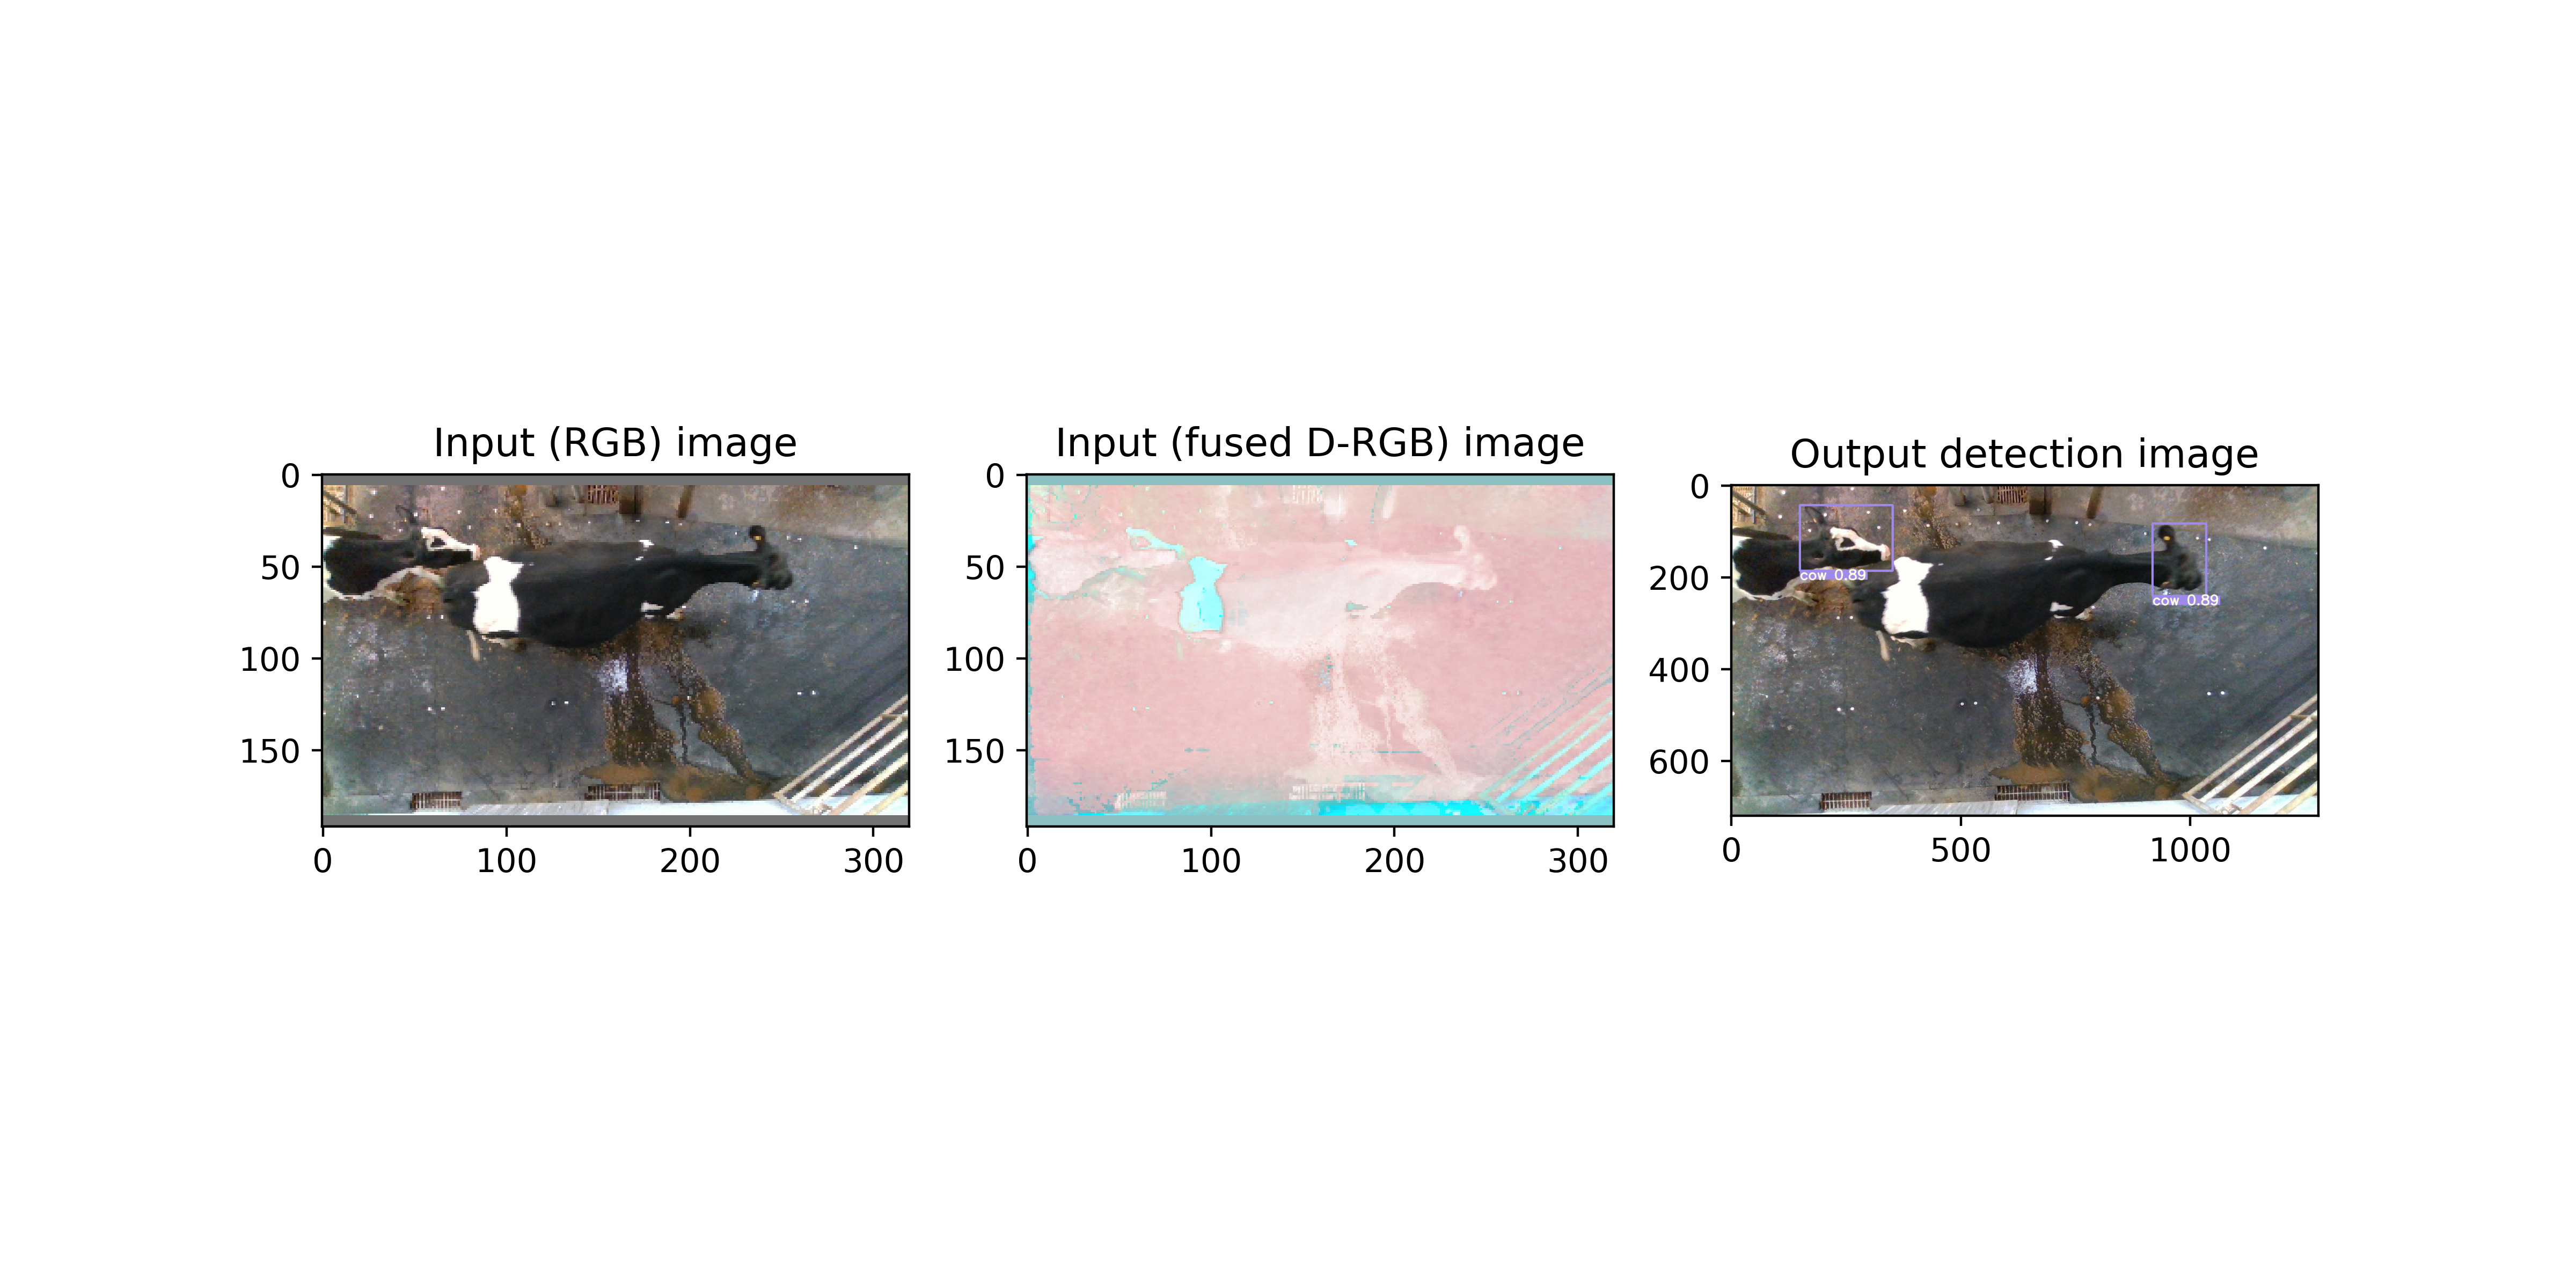 Input (RGB) image
0
50
100
150
0 100 200 300
Input (fused D-RGB) image
0
50
100
150
0 100 200 300
Output detection image
0
200
400
600
0 500 1000
cow 0.89
cow 0.89